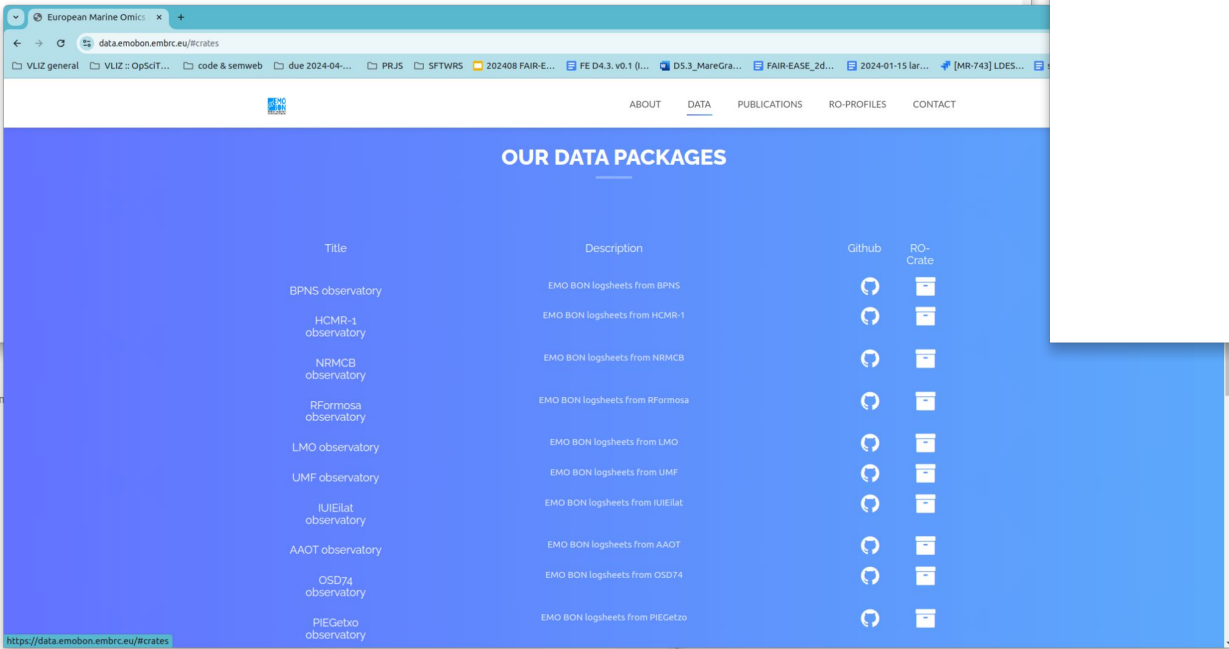 European Marine Omics
data.emobon.embrc.eu/#crates
VLIZ general VLIZ :: OpSciT... code & semweb due 2024-04-... PRJS SFTWRS 202408 FAIR-E... FE D4.3. v0.1 (I... D5.3_MareGra... FAIR-EASE_2d... 2024-01-15 lar... [MR-743] LDES...
EMO
BON
ABOUT DATA PUBLICATIONS RO-PROFILES CONTACT
OUR DATA PACKAGES
Title Description Github RO-
Crate
BPNS observatory EMO BON logsheets from BPNS
HCMR-1 EMO BON logsheets from HCMR-1
observatory
NRMCB EMO BON logsheets from NRMCB
observatory
RFormosa EMO BON logsheets from RFormosa
observatory
LMO observatory EMO BON logsheets from LMO
UMF observatory EMO BON logsheets from UMF
IUIEilat EMO BON logsheets from IUIEilat
observatory
AAOT observatory EMO BON logsheets from AAOT
OSD74 EMO BON logsheets from OSD74
observatory
PIEGetxo EMO BON logsheets from PIEGetxo
observatory
https://data.emobon.embrc.eu/#crates